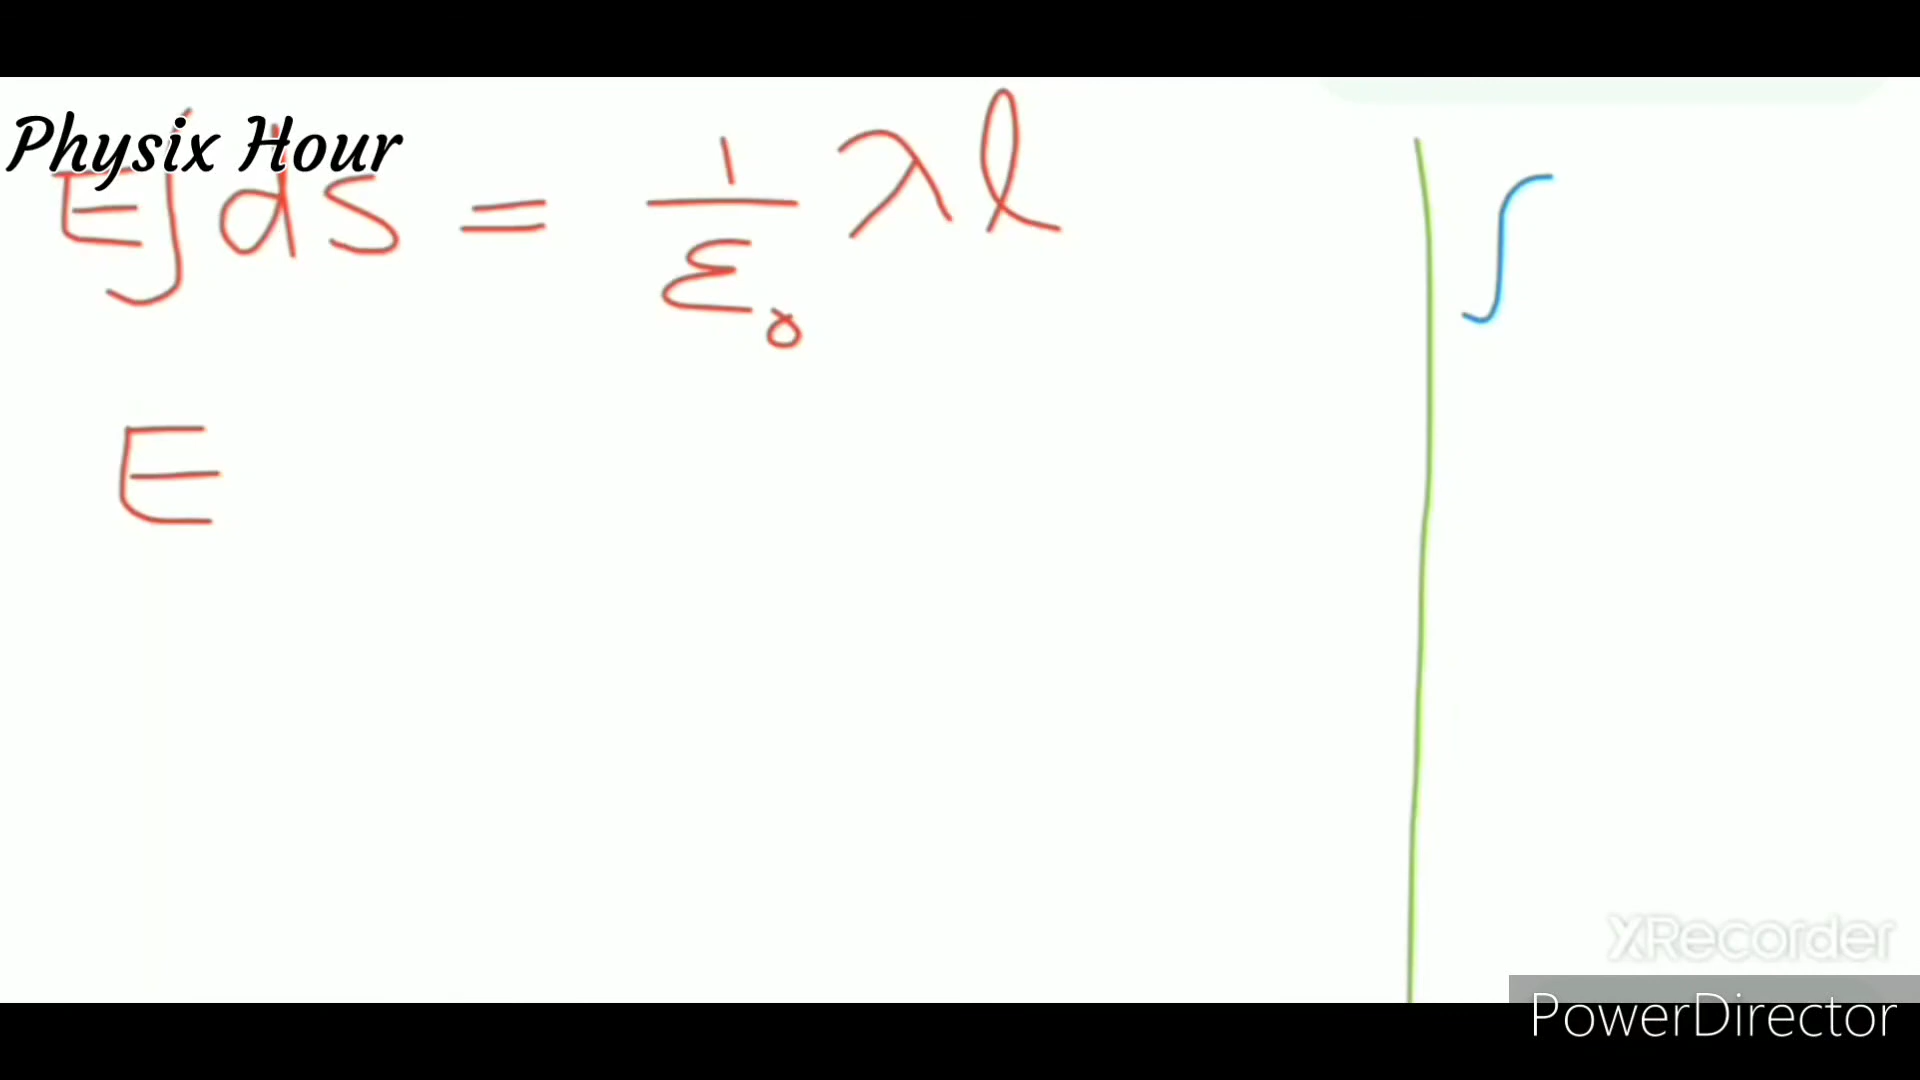 Physix Hour
E∫ds = 1/ε₀ λl
∫
E
XRecorder
PowerDirector